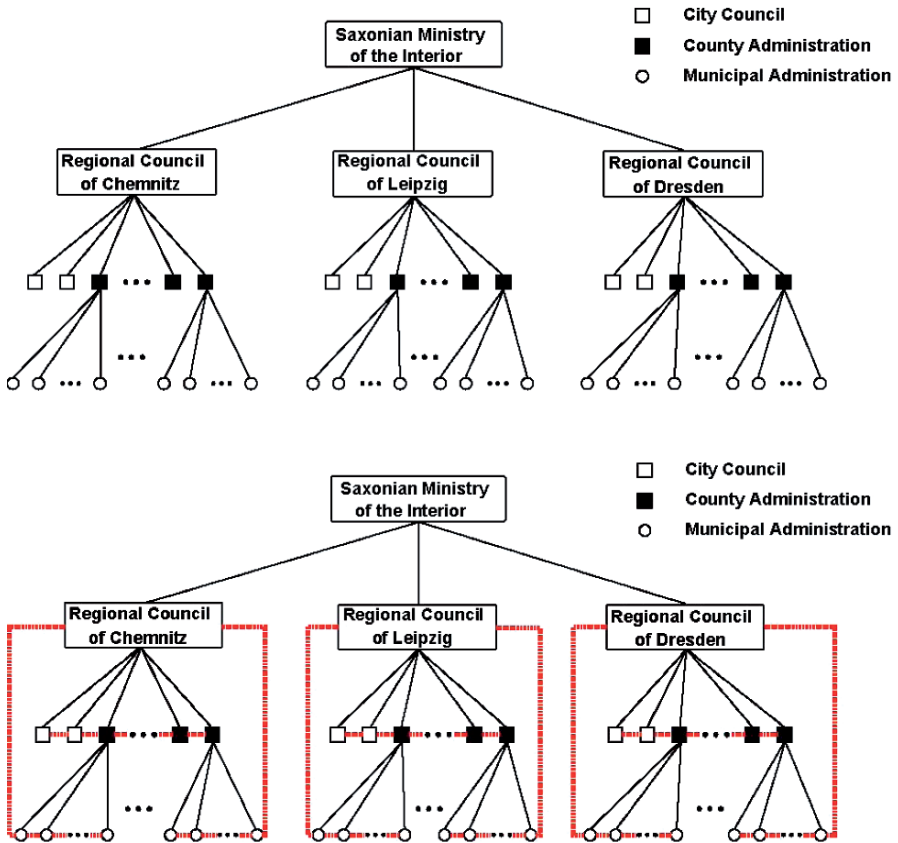 Saxonian Ministry
of the Interior
City Council
County Administration
Municipal Administration
Regional Council
of Chemnitz
Regional Council
of Leipzig
Regional Council
of Dresden
Saxonian Ministry
of the Interior
City Council
County Administration
Municipal Administration
Regional Council
of Chemnitz
Regional Council
of Leipzig
Regional Council
of Dresden